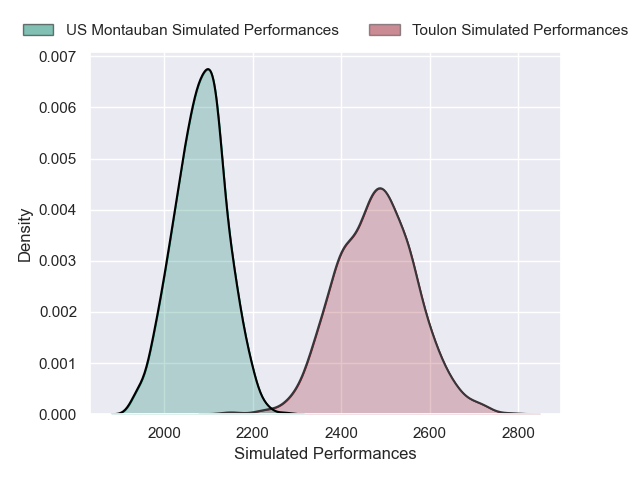 US Montauban Simulated Performances Toulon Simulated Performances
0.007
0.006
0.005
0.004
0.003
0.002
0.001
0.000
Density
2000 2200 2400 2600 2800
Simulated Performances